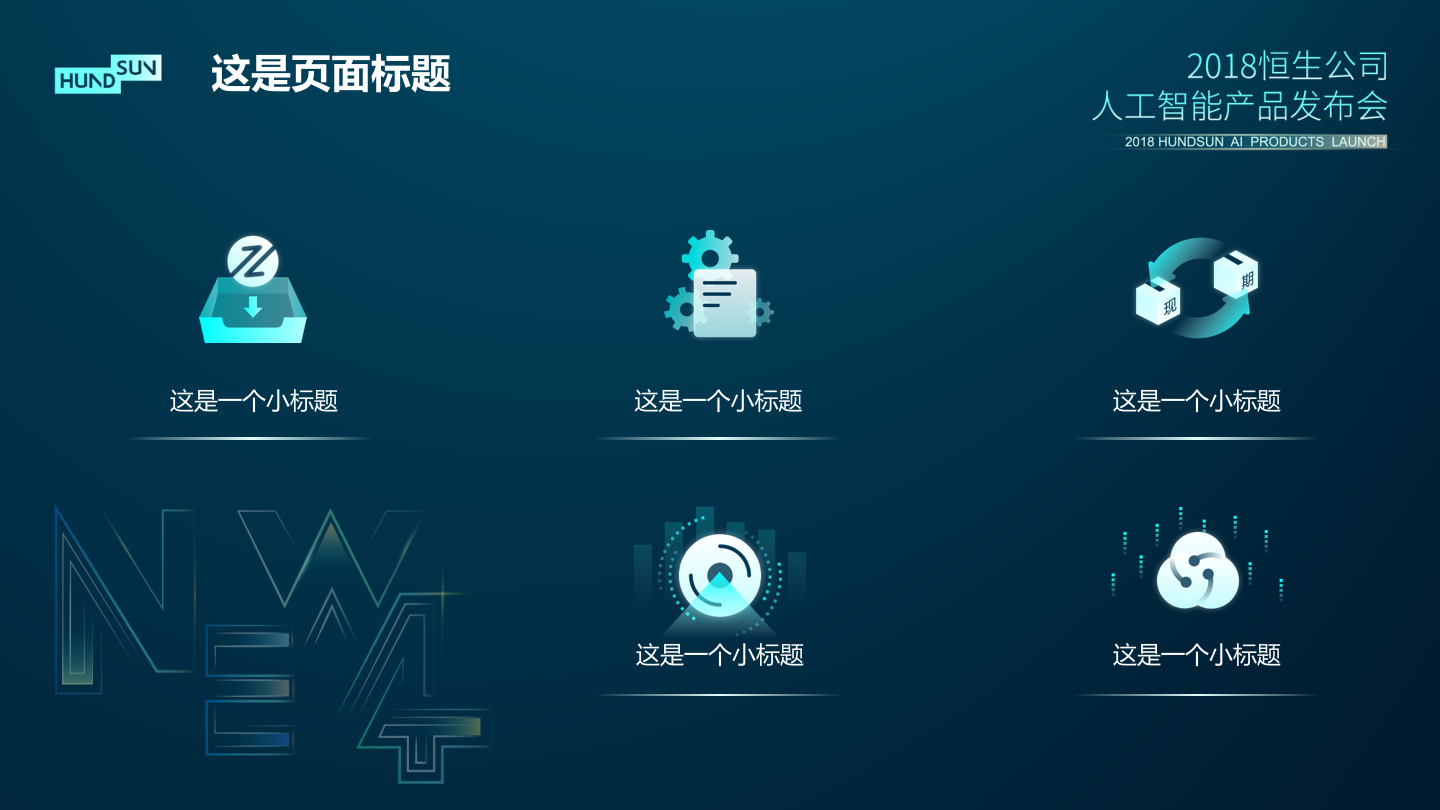 HUNDSUN
这是页面标题
2018恒生公司
人工智能产品发布会
2018 HUNDSUN AI PRODUCTS LAUNCH
Z
现
期
这是一个小标题
这是一个小标题
这是一个小标题
NEW
这是一个小标题
这是一个小标题